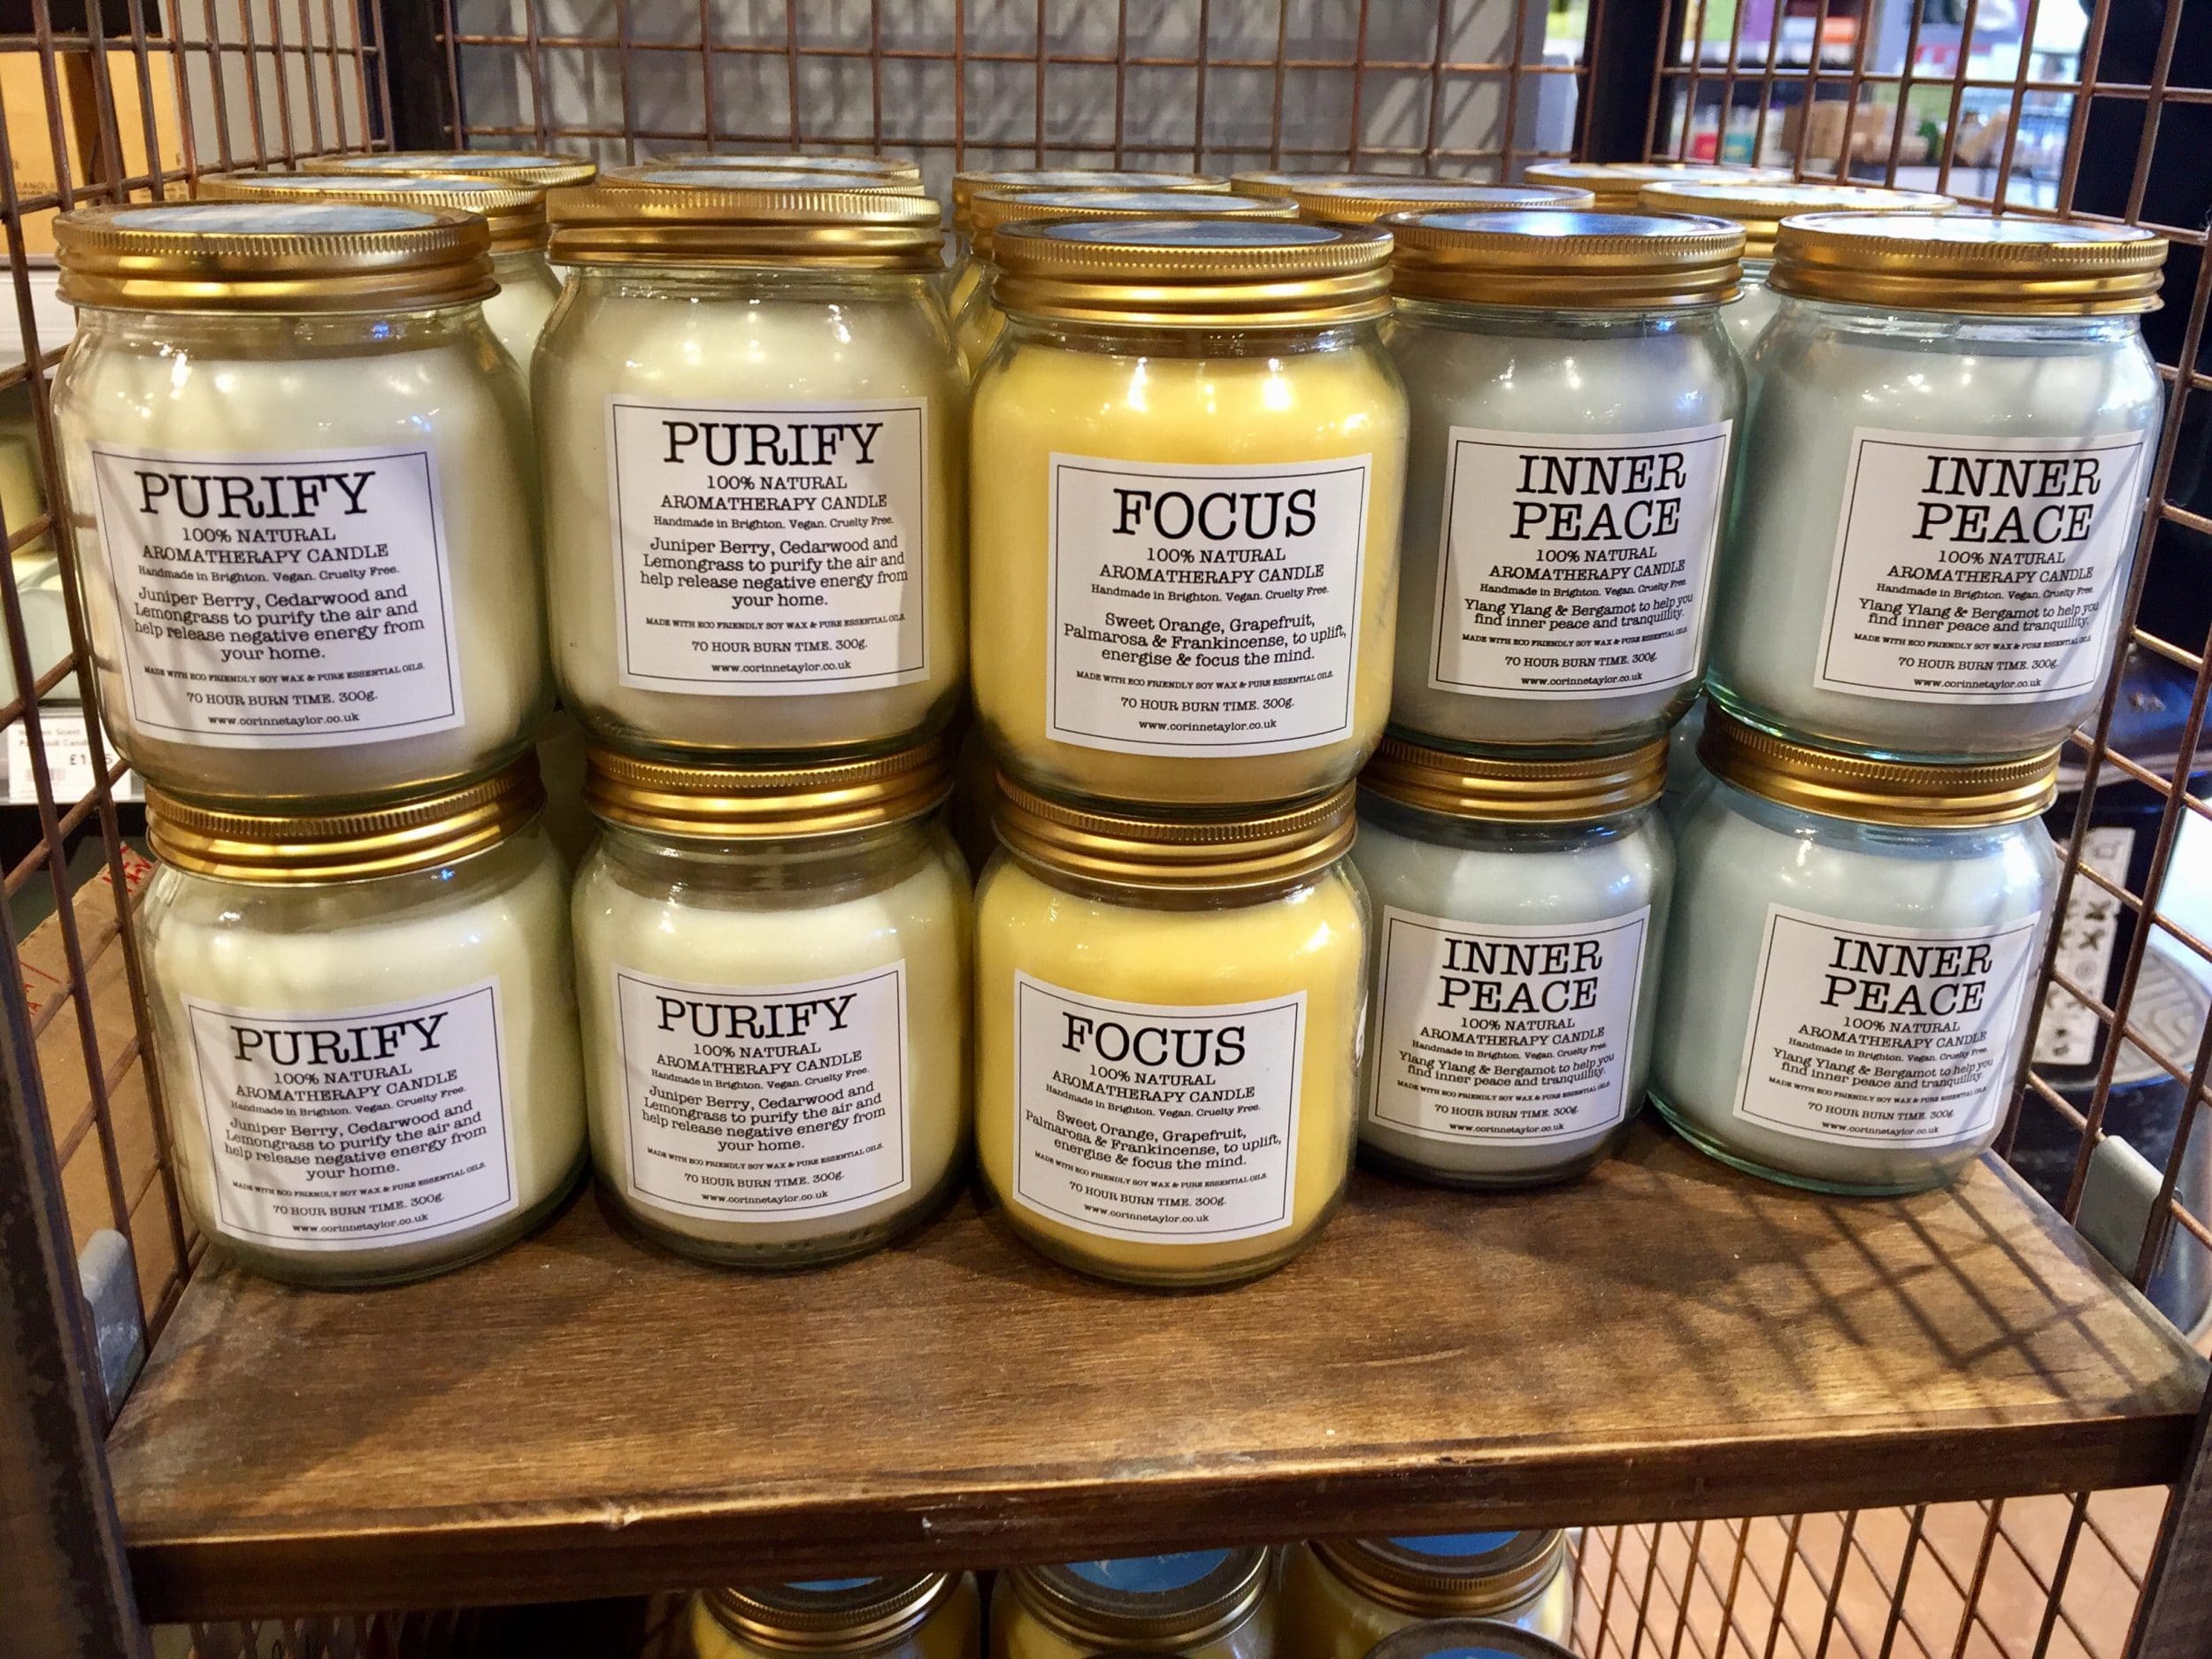 PURIFY
100% NATURAL
AROMATHERAPY CANDLE
Handmade in Brighton. Vegan. Cruelty Free.
Juniper Berry, Cedarwood and
Lemongrass to purify the air and
help release negative energy from
your home.
MADE WITH ECO FRIENDLY SOY WAX & PURE ESSENTIAL OILS.
70 HOUR BURN TIME. 300g.
www.corinnetaylor.co.uk
PURIFY
100% NATURAL
AROMATHERAPY CANDLE
Handmade in Brighton. Vegan. Cruelty Free.
Juniper Berry, Cedarwood and
Lemongrass to purify the air and
help release negative energy from
your home.
MADE WITH ECO FRIENDLY SOY WAX & PURE ESSENTIAL OILS.
70 HOUR BURN TIME. 300g.
www.corinnetaylor.co.uk
FOCUS
100% NATURAL
AROMATHERAPY CANDLE
Handmade in Brighton. Vegan. Cruelty Free.
Sweet Orange, Grapefruit,
Palmarosa & Frankincense, to uplift,
energise & focus the mind.
MADE WITH ECO FRIENDLY SOY WAX & PURE ESSENTIAL OILS.
70 HOUR BURN TIME. 300g.
www.corinnetaylor.co.uk
INNER
PEACE
100% NATURAL
AROMATHERAPY CANDLE
Handmade in Brighton. Vegan. Cruelty Free.
Ylang Ylang & Bergamot to help you
find inner peace and tranquillity.
MADE WITH ECO FRIENDLY SOY WAX & PURE ESSENTIAL OILS.
70 HOUR BURN TIME. 300g.
www.corinnetaylor.co.uk
INNER
PEACE
100% NATURAL
AROMATHERAPY CANDLE
Handmade in Brighton. Vegan. Cruelty Free.
Ylang Ylang & Bergamot to help you
find inner peace and tranquillity.
MADE WITH ECO FRIENDLY SOY WAX & PURE ESSENTIAL OILS.
70 HOUR BURN TIME. 300g.
www.corinnetaylor.co.uk
PURIFY
100% NATURAL
AROMATHERAPY CANDLE
Handmade in Brighton. Vegan. Cruelty Free.
Juniper Berry, Cedarwood and
Lemongrass to purify the air and
help release negative energy from
your home.
MADE WITH ECO FRIENDLY SOY WAX & PURE ESSENTIAL OILS.
70 HOUR BURN TIME. 300g.
www.corinnetaylor.co.uk
PURIFY
100% NATURAL
AROMATHERAPY CANDLE
Handmade in Brighton. Vegan. Cruelty Free.
Juniper Berry, Cedarwood and
Lemongrass to purify the air and
help release negative energy from
your home.
MADE WITH ECO FRIENDLY SOY WAX & PURE ESSENTIAL OILS.
70 HOUR BURN TIME. 300g.
www.corinnetaylor.co.uk
FOCUS
100% NATURAL
AROMATHERAPY CANDLE
Handmade in Brighton. Vegan. Cruelty Free.
Sweet Orange, Grapefruit,
Palmarosa & Frankincense, to uplift,
energise & focus the mind.
MADE WITH ECO FRIENDLY SOY WAX & PURE ESSENTIAL OILS.
70 HOUR BURN TIME. 300g.
www.corinnetaylor.co.uk
INNER
PEACE
100% NATURAL
AROMATHERAPY CANDLE
Handmade in Brighton. Vegan. Cruelty Free.
Ylang Ylang & Bergamot to help you
find inner peace and tranquillity.
MADE WITH ECO FRIENDLY SOY WAX & PURE ESSENTIAL OILS.
70 HOUR BURN TIME. 300g.
www.corinnetaylor.co.uk
INNER
PEACE
100% NATURAL
AROMATHERAPY CANDLE
Handmade in Brighton. Vegan. Cruelty Free.
Ylang Ylang & Bergamot to help you
find inner peace and tranquillity.
MADE WITH ECO FRIENDLY SOY WAX & PURE ESSENTIAL OILS.
70 HOUR BURN TIME. 300g.
www.corinnetaylor.co.uk